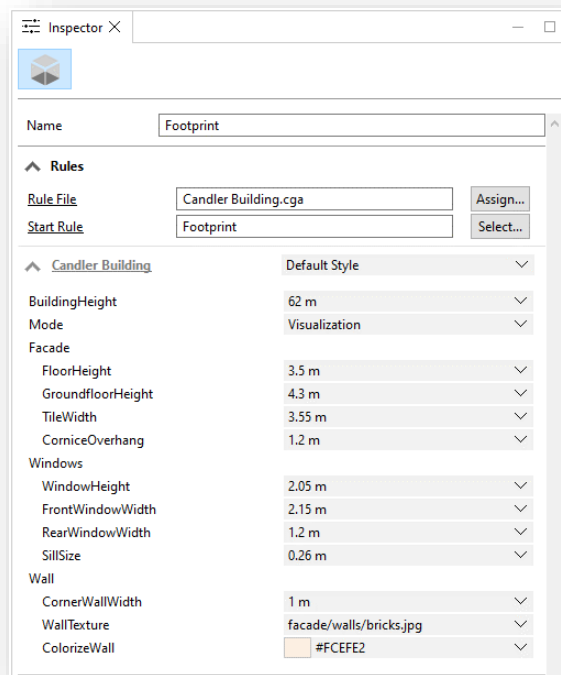 Inspector
Name Footprint
Rules
Rule File Candler Building.cga Assign...
Start Rule Footprint Select...
Candler Building Default Style
BuildingHeight 62 m
Mode Visualization
Facade
FloorHeight 3.5 m
GroundfloorHeight 4.3 m
TileWidth 3.55 m
CorniceOverhang 1.2 m
Windows
WindowHeight 2.05 m
FrontWindowWidth 2.15 m
RearWindowWidth 1.2 m
SillSize 0.26 m
Wall
CornerWallWidth 1 m
WallTexture facade/walls/bricks.jpg
ColorizeWall #FCEFE2